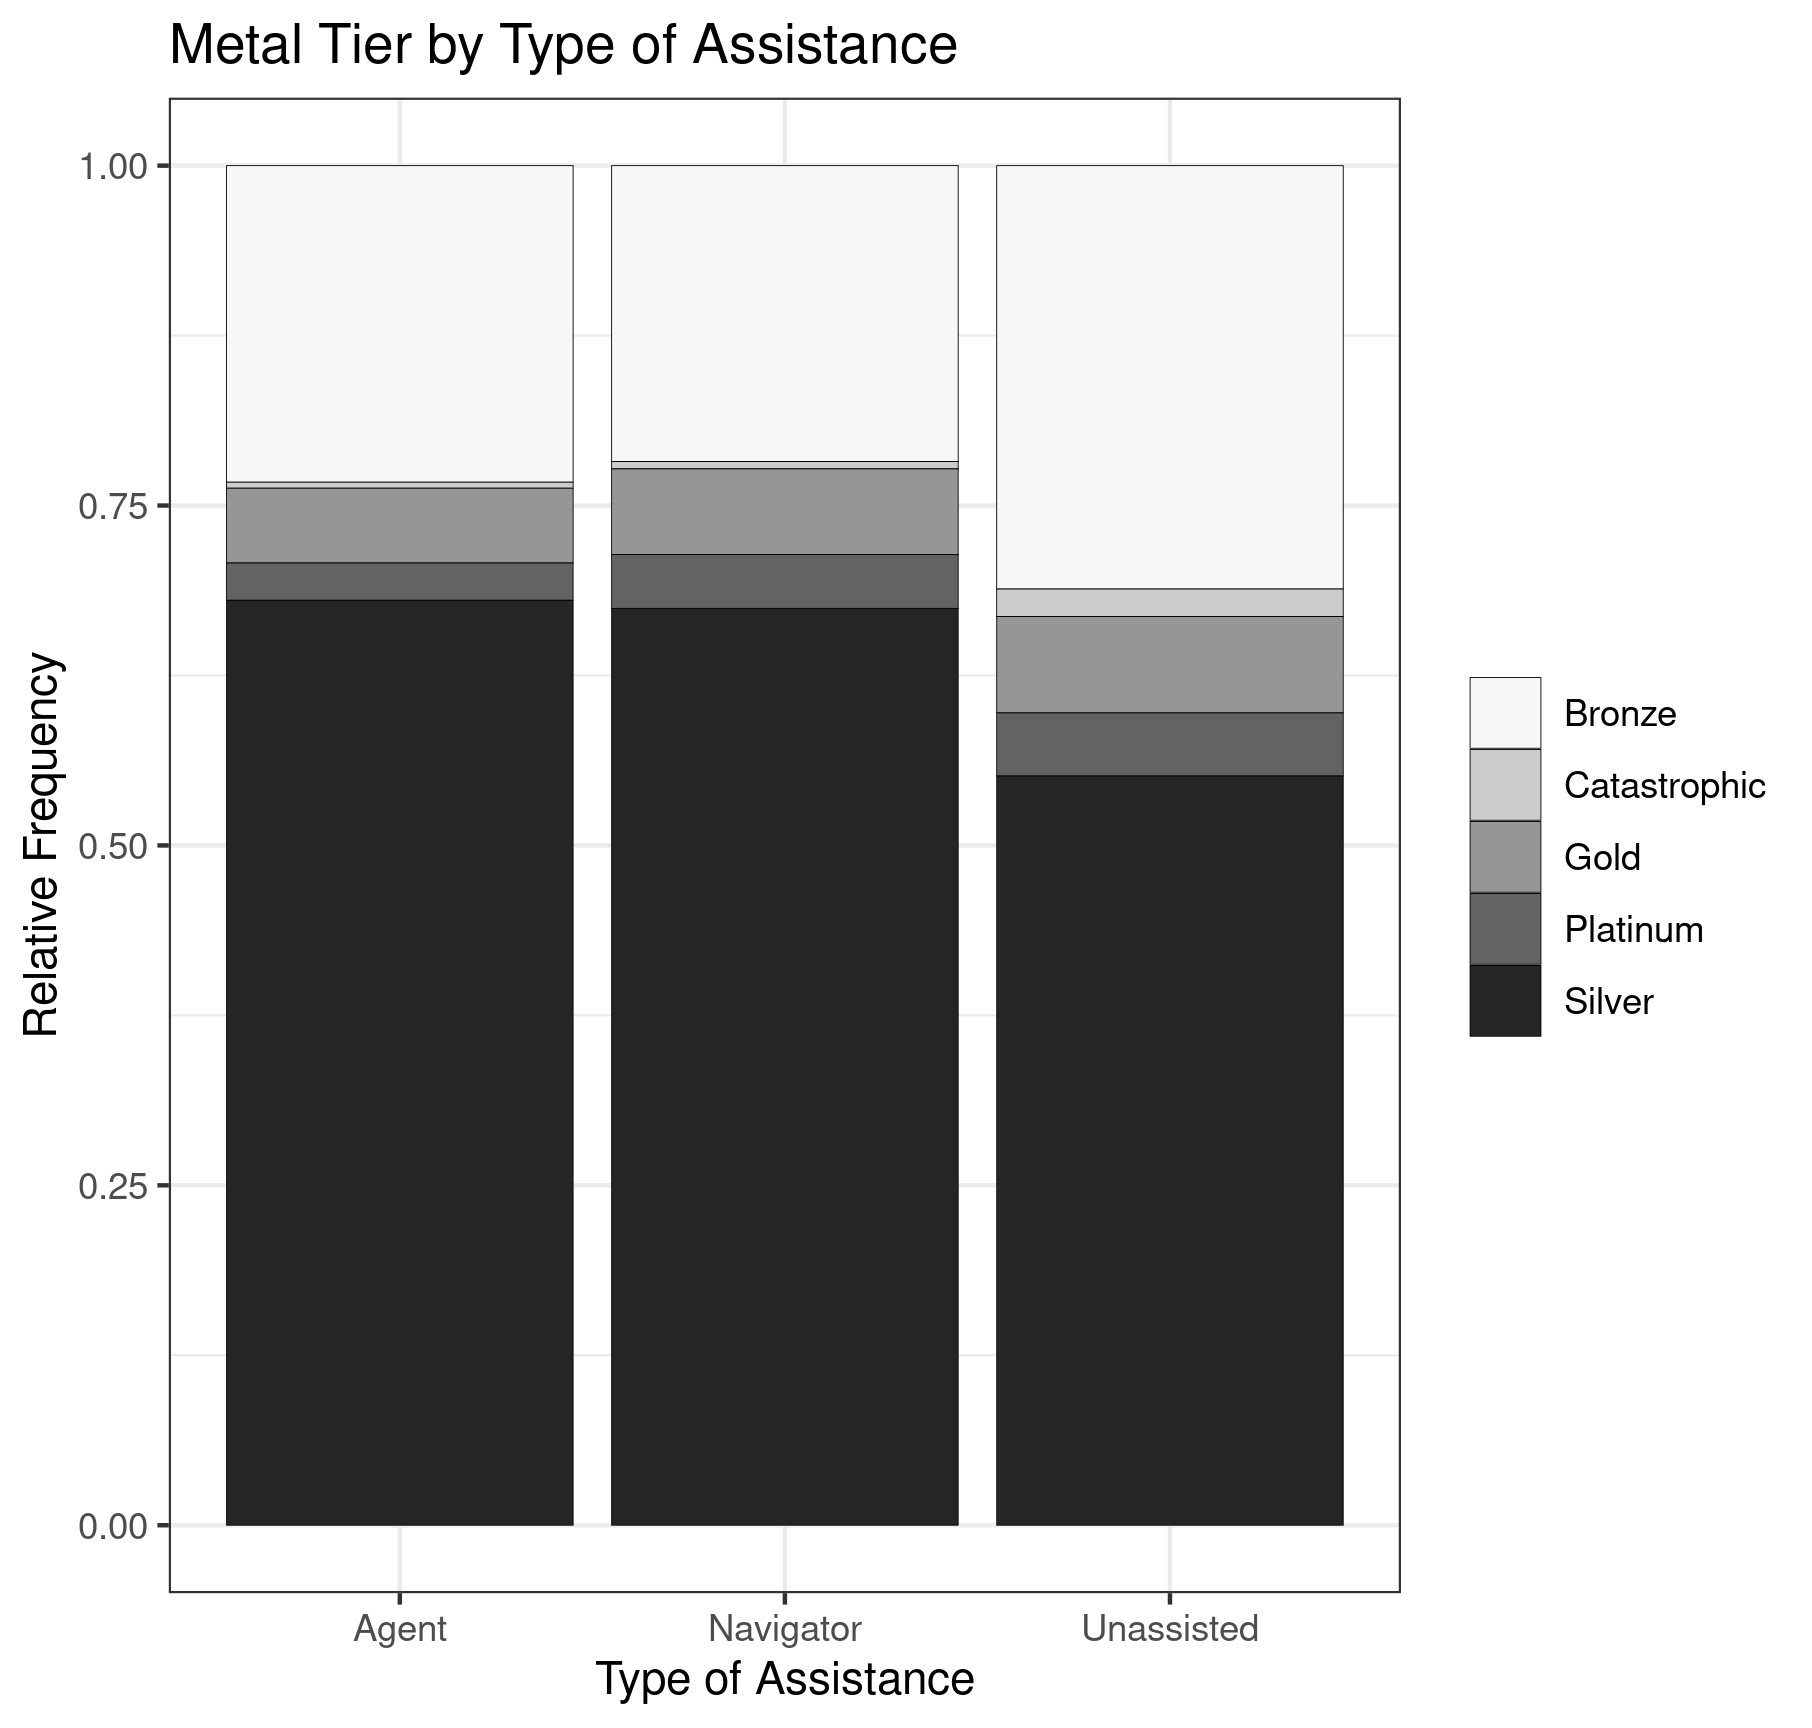 Metal Tier by Type of Assistance
1.00
0.75
0.50
0.25
0.00
Relative Frequency
Agent Navigator Unassisted
Type of Assistance
Bronze
Catastrophic
Gold
Platinum
Silver